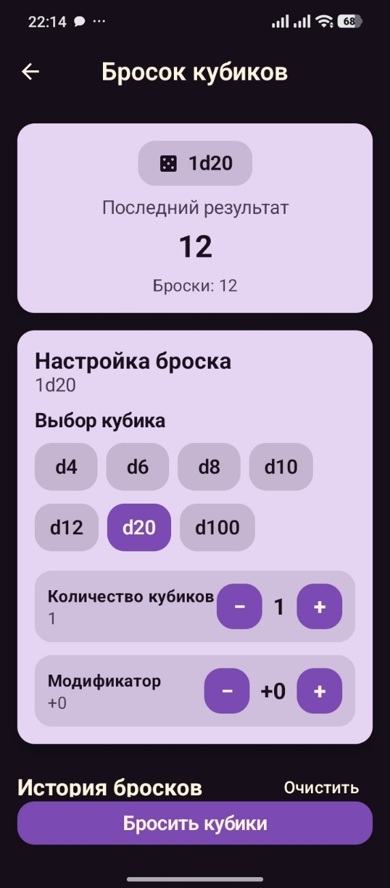 22:14
68
Бросок кубиков
1d20
Последний результат
12
Броски: 12
Настройка броска
1d20
Выбор кубика
d4 d6 d8 d10
d12 d20 d100
Количество кубиков
1
− 1 +
Модификатор
+0
− +0 +
История бросков Очистить
Бросить кубики